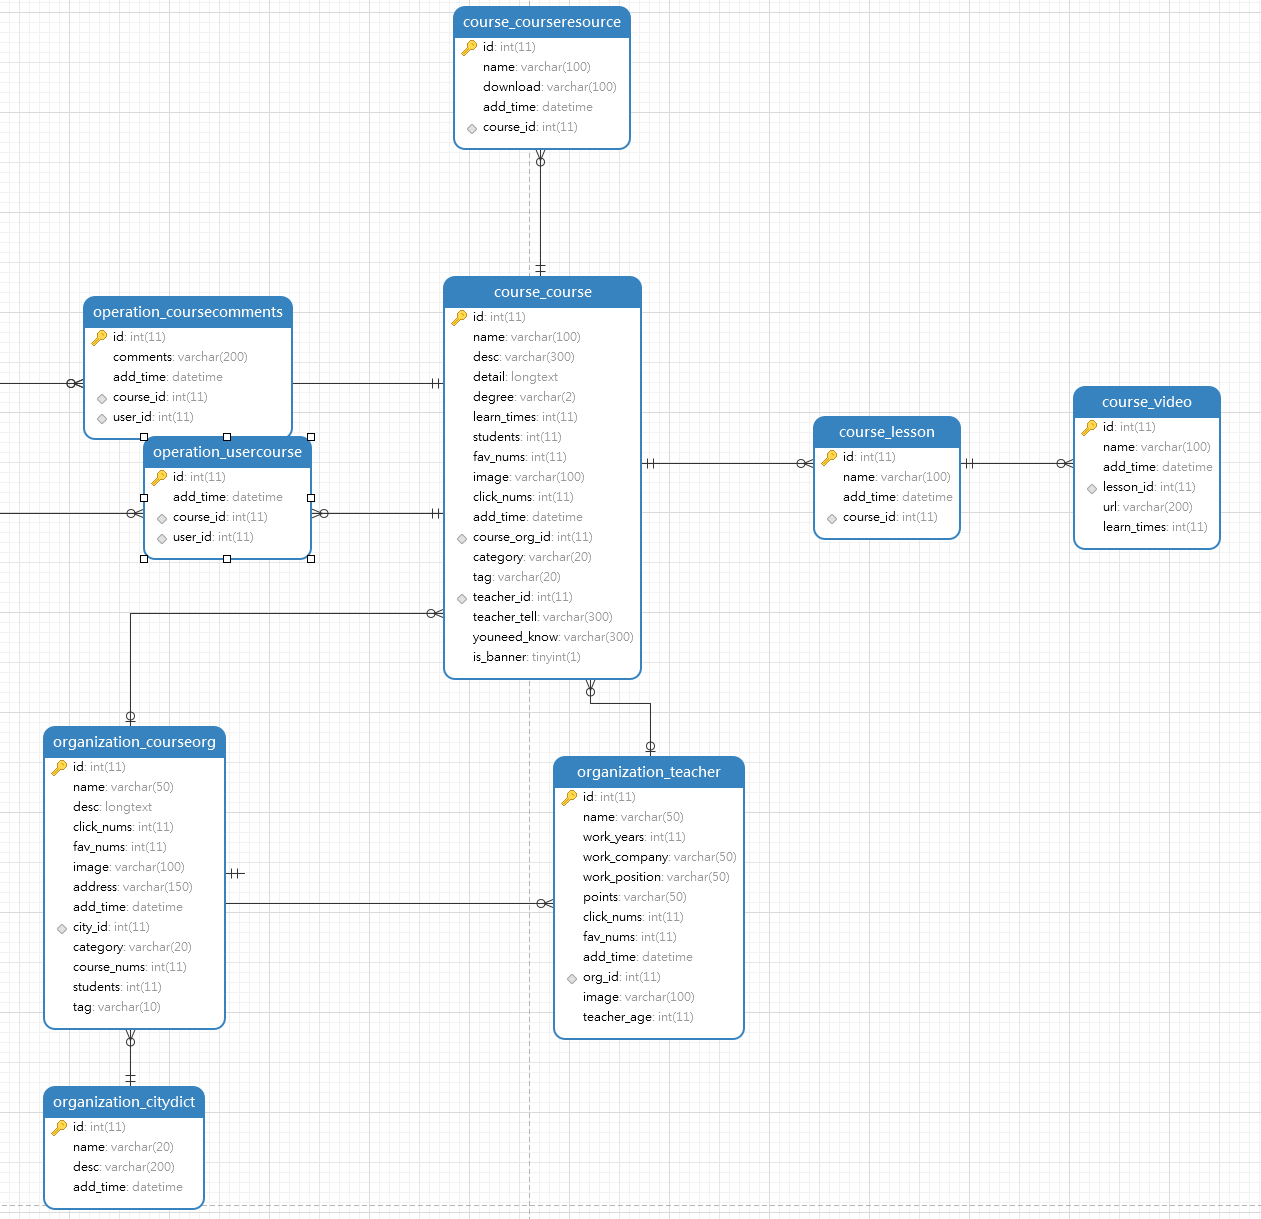 course_courseresource
id: int(11)
name: varchar(100)
download: varchar(100)
add_time: datetime
course_id: int(11)
operation_coursecomments
id: int(11)
comments: varchar(200)
add_time: datetime
course_id: int(11)
user_id: int(11)
operation_usercourse
id: int(11)
add_time: datetime
course_id: int(11)
user_id: int(11)
course_course
id: int(11)
name: varchar(100)
desc: varchar(300)
detail: longtext
degree: varchar(2)
learn_times: int(11)
students: int(11)
fav_nums: int(11)
image: varchar(100)
click_nums: int(11)
add_time: datetime
course_org_id: int(11)
category: varchar(20)
tag: varchar(20)
teacher_id: int(11)
teacher_tell: varchar(300)
youneed_know: varchar(300)
is_banner: tinyint(1)
course_lesson
id: int(11)
name: varchar(100)
add_time: datetime
course_id: int(11)
course_video
id: int(11)
name: varchar(100)
add_time: datetime
lesson_id: int(11)
url: varchar(200)
learn_times: int(11)
organization_courseorg
id: int(11)
name: varchar(50)
desc: longtext
click_nums: int(11)
fav_nums: int(11)
image: varchar(100)
address: varchar(150)
add_time: datetime
city_id: int(11)
category: varchar(20)
course_nums: int(11)
students: int(11)
tag: varchar(10)
organization_teacher
id: int(11)
name: varchar(50)
work_years: int(11)
work_company: varchar(50)
work_position: varchar(50)
points: varchar(50)
click_nums: int(11)
fav_nums: int(11)
add_time: datetime
org_id: int(11)
image: varchar(100)
teacher_age: int(11)
organization_citydict
id: int(11)
name: varchar(20)
desc: varchar(200)
add_time: datetime